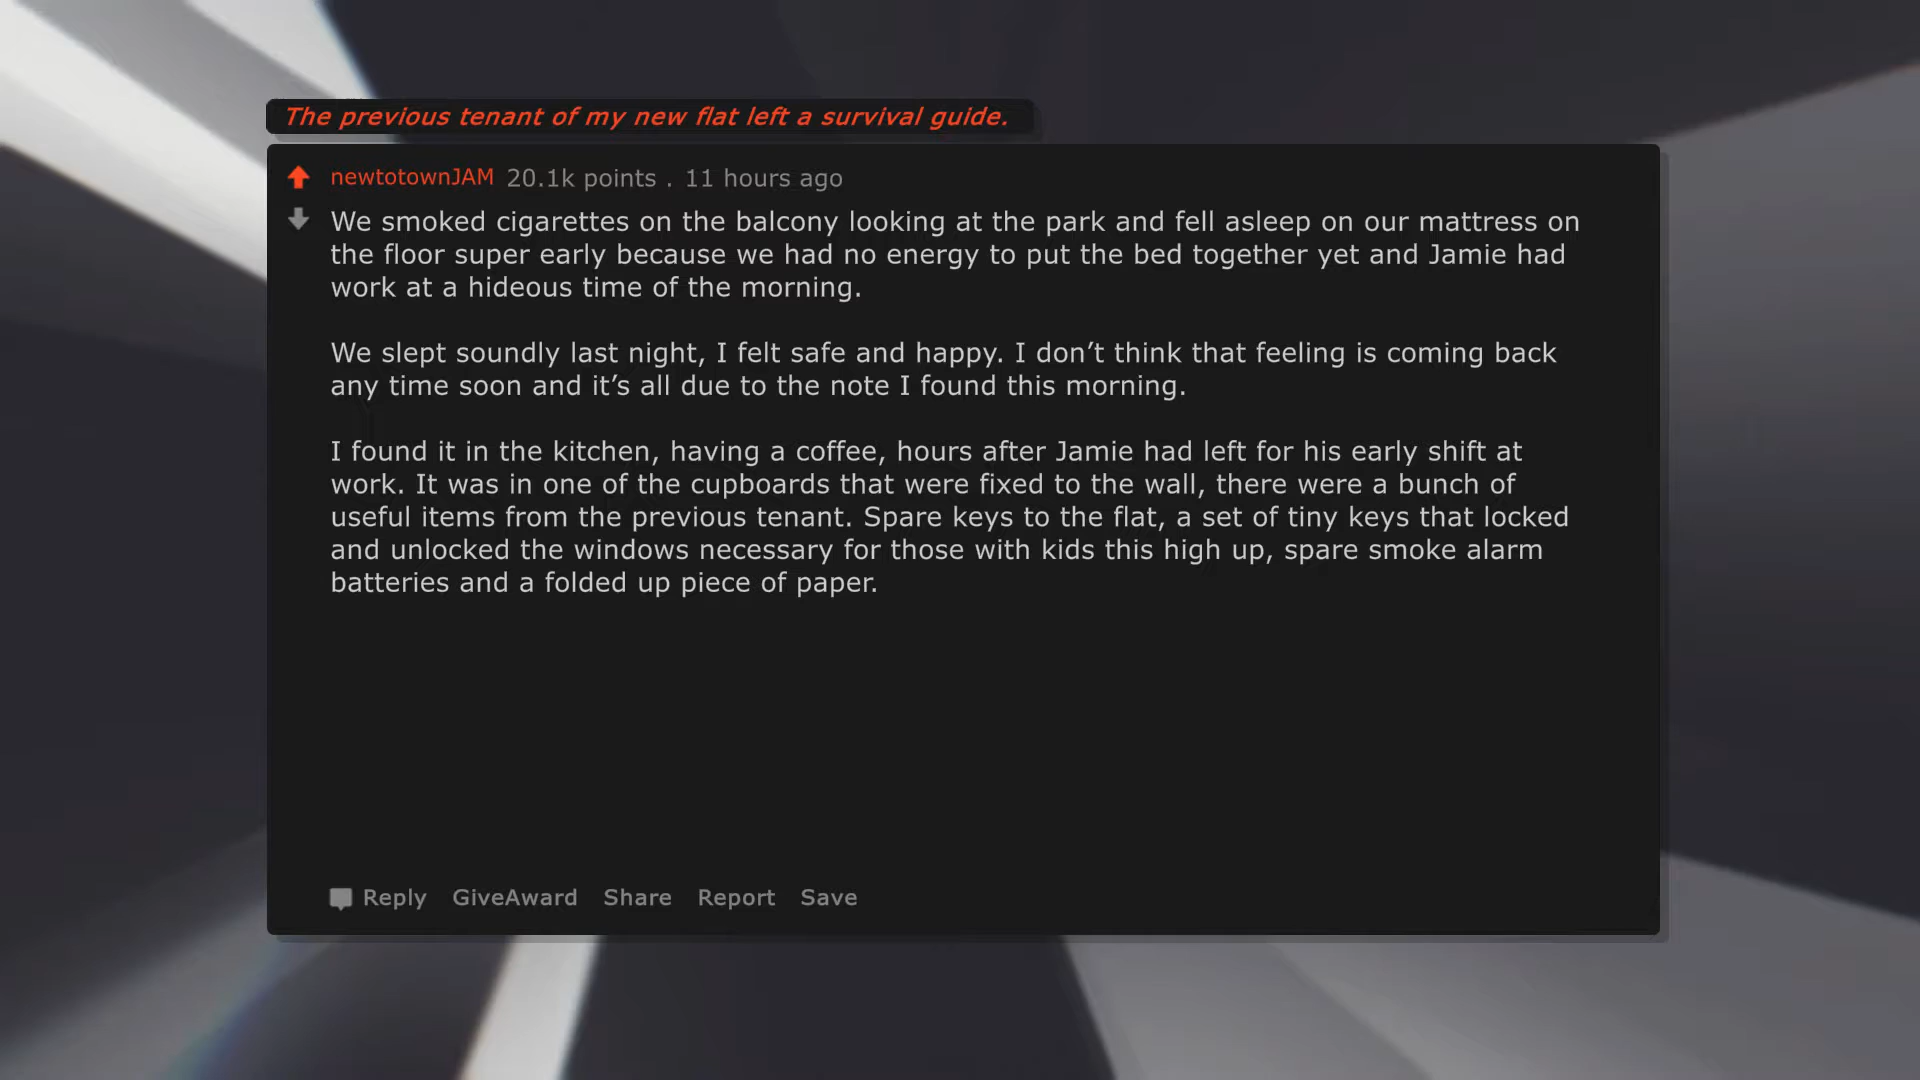 The previous tenant of my new flat left a survival guide.
newtotownJAM 20.1k points . 11 hours ago
We smoked cigarettes on the balcony looking at the park and fell asleep on our mattress on
the floor super early because we had no energy to put the bed together yet and Jamie had
work at a hideous time of the morning.
We slept soundly last night, I felt safe and happy. I don’t think that feeling is coming back
any time soon and it’s all due to the note I found this morning.
I found it in the kitchen, having a coffee, hours after Jamie had left for his early shift at
work. It was in one of the cupboards that were fixed to the wall, there were a bunch of
useful items from the previous tenant. Spare keys to the flat, a set of tiny keys that locked
and unlocked the windows necessary for those with kids this high up, spare smoke alarm
batteries and a folded up piece of paper.
Reply GiveAward Share Report Save